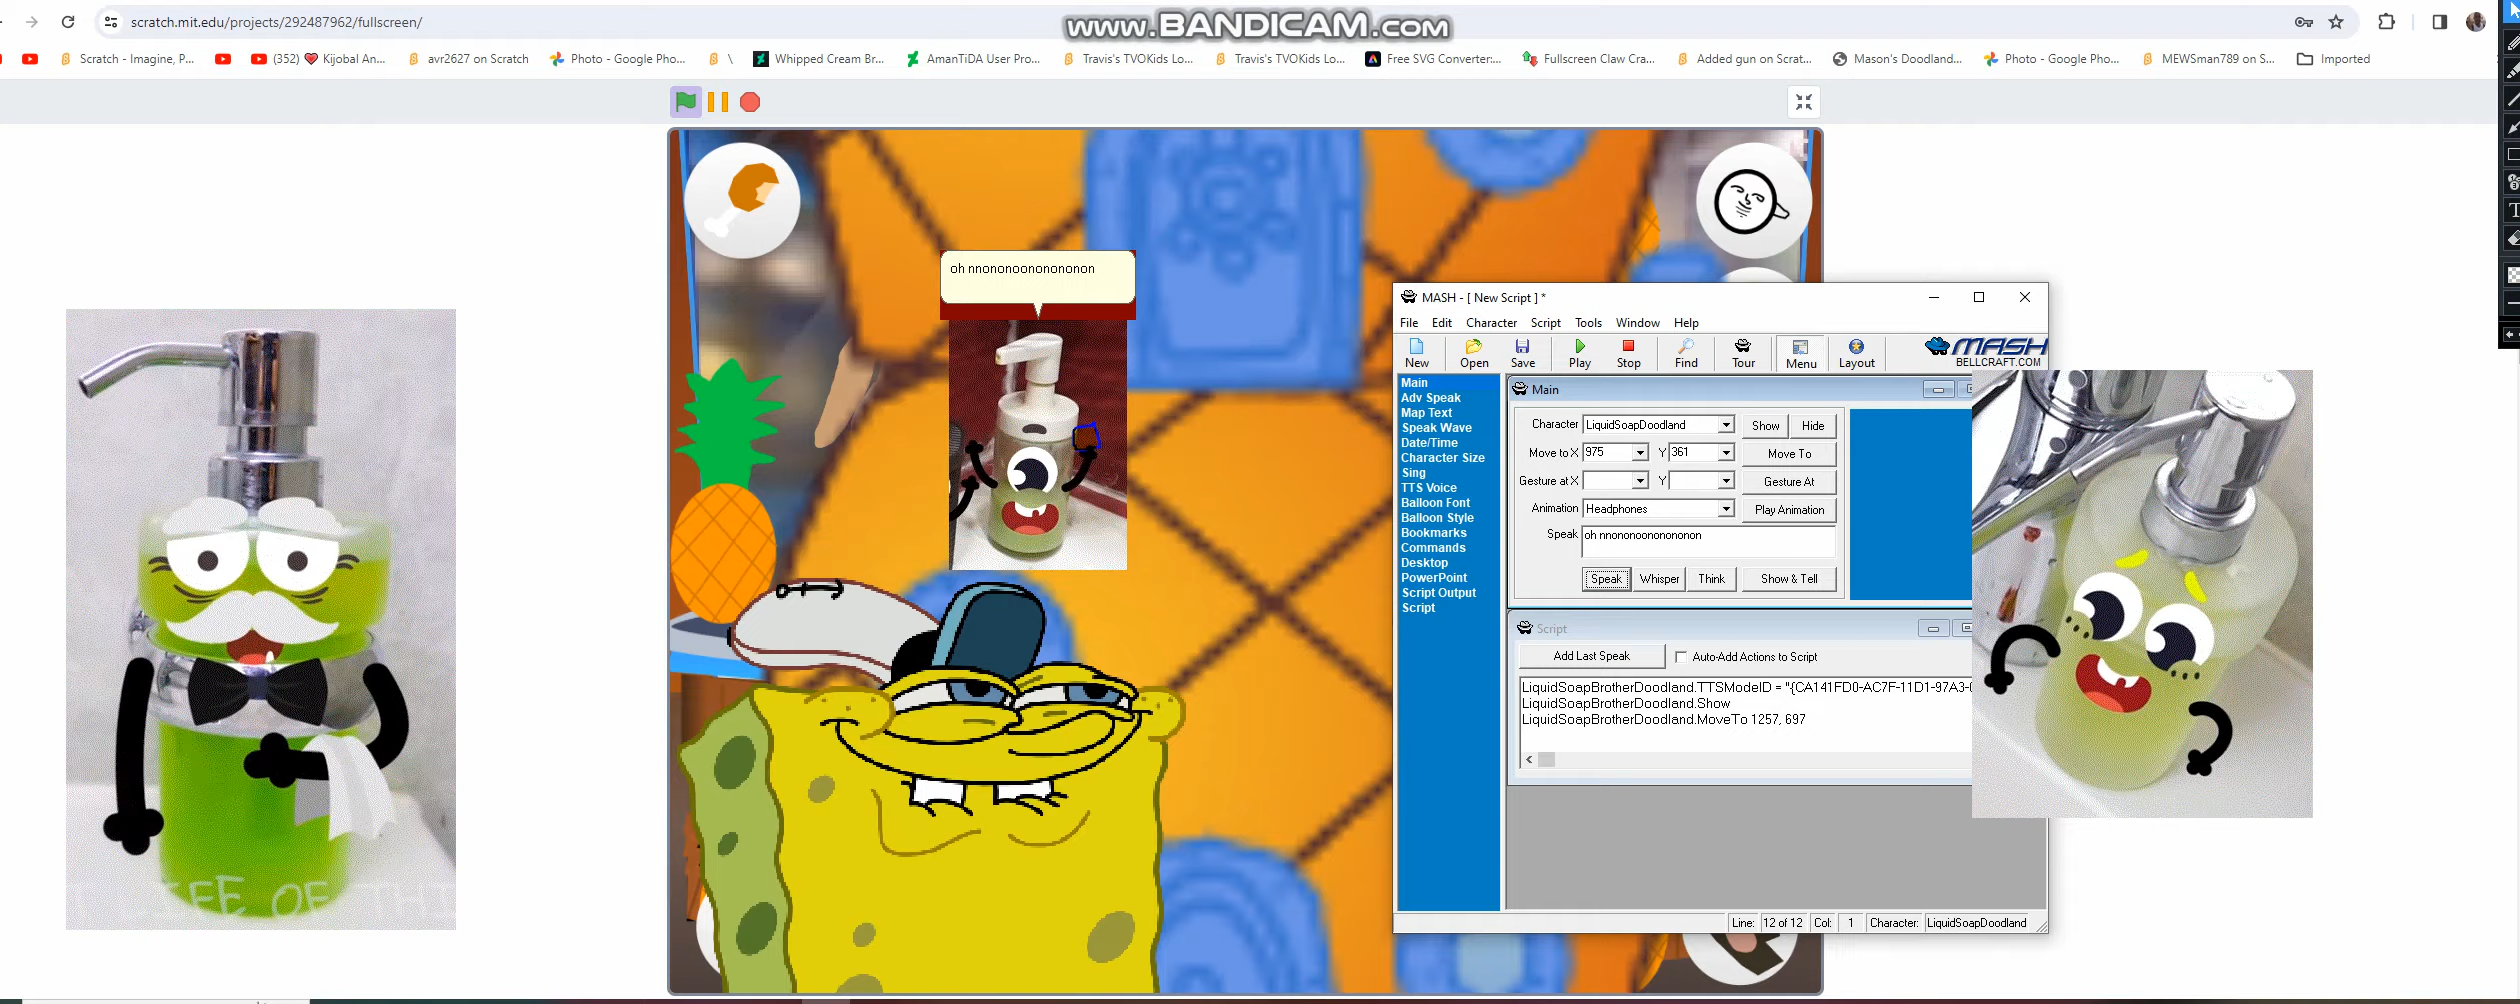 scratch.mit.edu/projects/292487962/fullscreen/
www.BANDICAM.com
Scratch - Imagine, P...
(352) ❤ Kijobal An...
avr2627 on Scratch
Photo - Google Pho...
\
Whipped Cream Br...
AmanTiDA User Pro...
Travis's TVOKids Lo...
Travis's TVOKids Lo...
Free SVG Converter:...
Fullscreen Claw Cra...
Added gun on Scrat...
Mason's Doodland...
Photo - Google Pho...
MEWSman789 on S...
Imported
oh nnononoonononon
MASH - [ New Script ] *
File Edit Character Script Tools Window Help
New Open Save Play Stop Find Tour Menu Layout
MASH
BELLCRAFT.COM
Main
Adv Speak
Map Text
Speak Wave
Date/Time
Character Size
Sing
TTS Voice
Balloon Font
Balloon Style
Bookmarks
Commands
Desktop
PowerPoint
Script Output
Script
Main
Character LiquidSoapDoodland Show Hide
Move to X 975 Y 361 Move To
Gesture at X Y Gesture At
Animation Headphones Play Animation
Speak oh nnononoonononon
Speak Whisper Think Show & Tell
Script
Add Last Speak Auto-Add Actions to Script
LiquidSoapBrotherDoodland.TTSModeID = "{CA141FD0-AC7F-11D1-97A3-0
LiquidSoapBrotherDoodland.Show
LiquidSoapBrotherDoodland.MoveTo 1257, 697
Line: 12 of 12 Col: 1 Character: LiquidSoapDoodland
LIFE OF THI